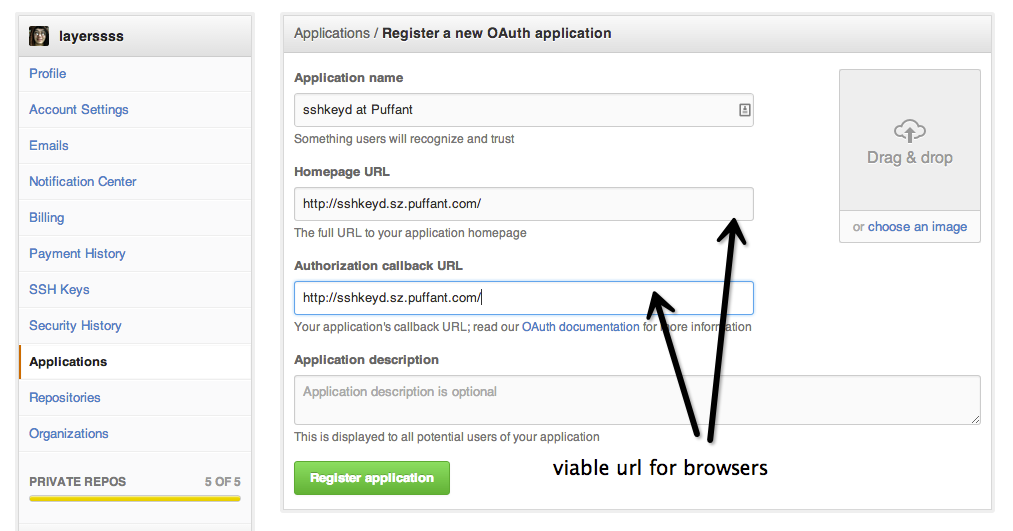 layerssss
Profile
Account Settings
Emails
Notification Center
Billing
Payment History
SSH Keys
Security History
Applications
Repositories
Organizations
PRIVATE REPOS 5 OF 5
Applications / Register a new OAuth application
Application name
sshkeyd at Puffant
Something users will recognize and trust
Homepage URL
http://sshkeyd.sz.puffant.com/
The full URL to your application homepage
Authorization callback URL
http://sshkeyd.sz.puffant.com/
Your application's callback URL; read our OAuth documentation for more information
Application description
Application description is optional
This is displayed to all potential users of your application
Register application
Drag & drop
or choose an image
viable url for browsers